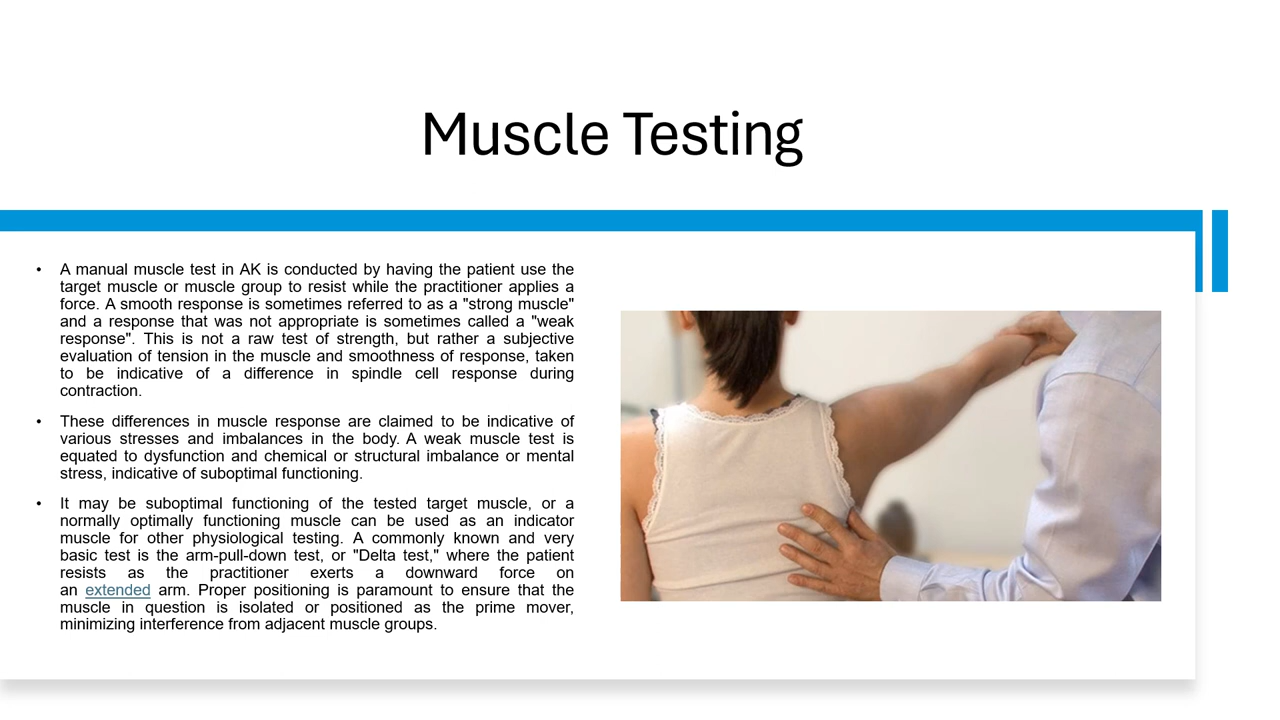 Muscle Testing
• A manual muscle test in AK is conducted by having the patient use the
target muscle or muscle group to resist while the practitioner applies a
force. A smooth response is sometimes referred to as a "strong muscle"
and a response that was not appropriate is sometimes called a "weak
response". This is not a raw test of strength, but rather a subjective
evaluation of tension in the muscle and smoothness of response, taken
to be indicative of a difference in spindle cell response during
contraction.
• These differences in muscle response are claimed to be indicative of
various stresses and imbalances in the body. A weak muscle test is
equated to dysfunction and chemical or structural imbalance or mental
stress, indicative of suboptimal functioning.
• It may be suboptimal functioning of the tested target muscle, or a
normally optimally functioning muscle can be used as an indicator
muscle for other physiological testing. A commonly known and very
basic test is the arm-pull-down test, or "Delta test," where the patient
resists as the practitioner exerts a downward force on
an extended arm. Proper positioning is paramount to ensure that the
muscle in question is isolated or positioned as the prime mover,
minimizing interference from adjacent muscle groups.